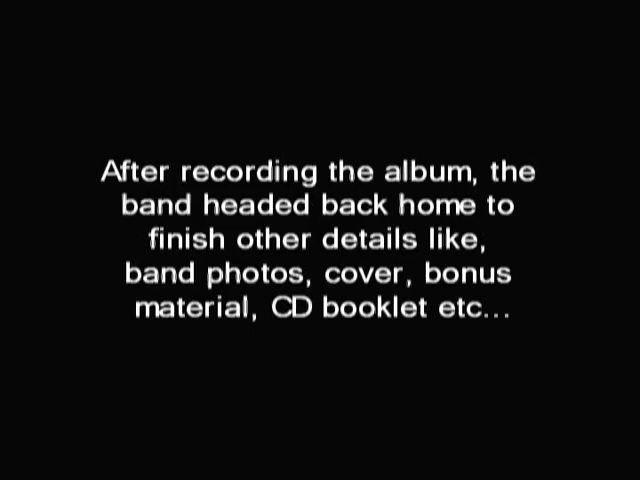 After recording the album, the
band headed back home to
finish other details like,
band photos, cover, bonus
material, CD booklet etc...